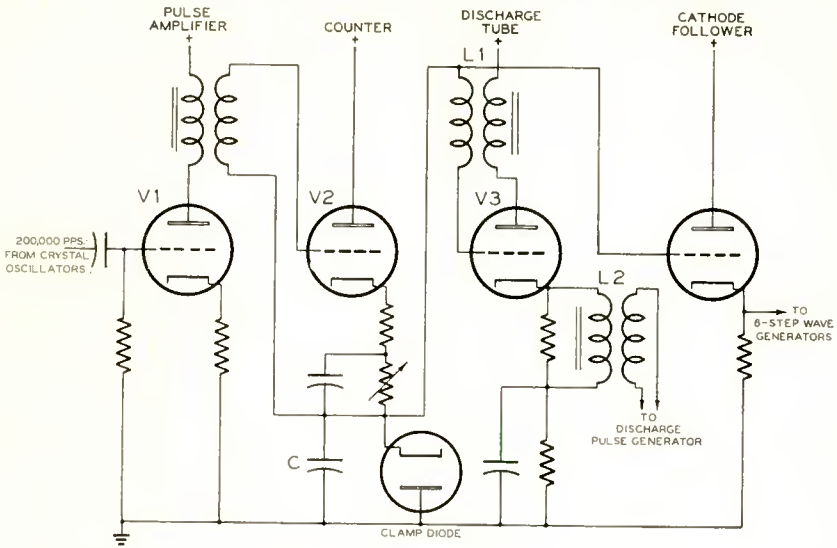 PULSE
AMPLIFIER
+
COUNTER
+
DISCHARGE
TUBE
+
CATHODE
FOLLOWER
+
L1
V1
V2
V3
200,000 PPS.
FROM CRYSTAL
OSCILLATORS
L2
TO
8-STEP WAVE
GENERATORS
TO
DISCHARGE
PULSE GENERATOR
C
CLAMP DIODE